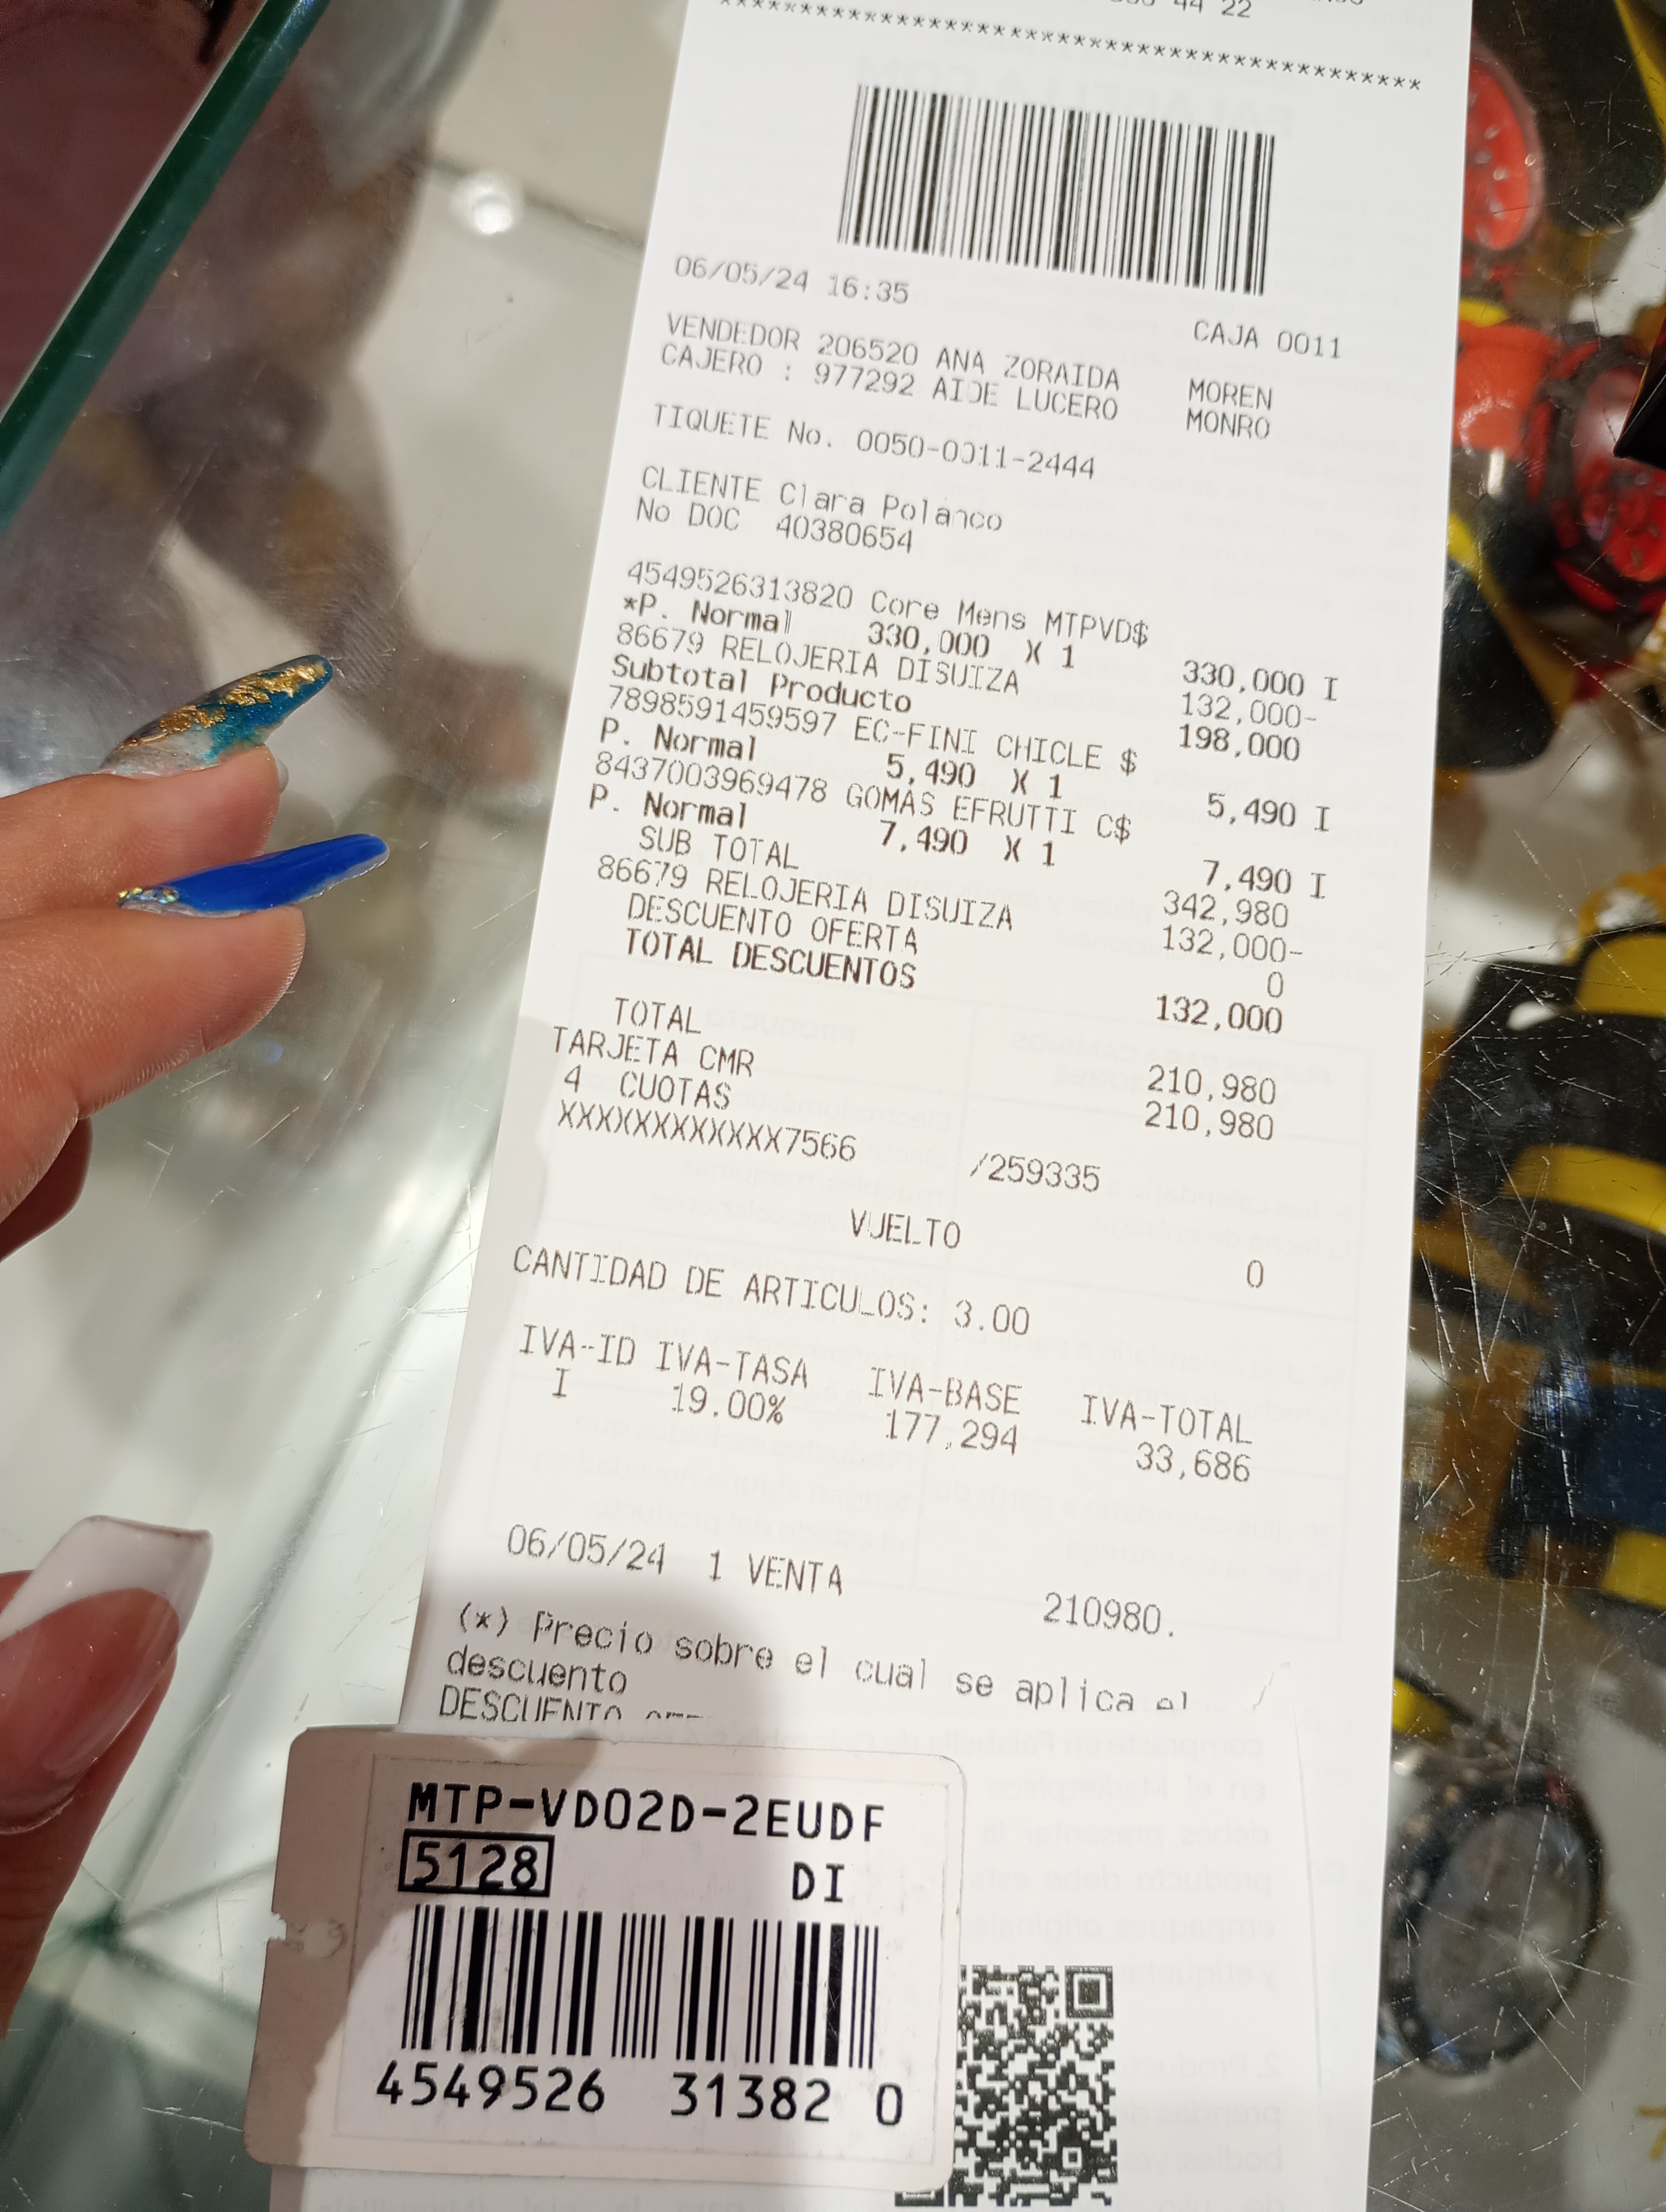 44 22
********************************************
06/05/24 16:35 CAJA 0011
VENDEDOR 206520 ANA ZORAIDA MOREN
CAJERO : 977292 AIDE LUCERO MONRO
TIQUETE No. 0050-0011-2444
CLIENTE Clara Polanco
No DOC 40380654
4549526313820 Core Mens MTPVD$
*P. Normal 330,000 X 1 330,000 I
86679 RELOJERIA DISUIZA 132,000-
Subtotal Producto 198,000
7898591459597 EC-FINI CHICLE $
P. Normal 5,490 X 1 5,490 I
8437003969478 GOMAS EFRUTTI C$
P. Normal 7,490 X 1 7,490 I
SUB TOTAL 342,980
86679 RELOJERIA DISUIZA 132,000-
DESCUENTO OFERTA 0
TOTAL DESCUENTOS 132,000
TOTAL 210,980
TARJETA CMR 210,980
4 CUOTAS
XXXXXXXXXXXX7566 /259335
VUELTO 0
CANTIDAD DE ARTICULOS: 3.00
IVA-ID IVA-TASA IVA-BASE IVA-TOTAL
I 19.00% 177,294 33,686
06/05/24 1 VENTA 210980.
(*) Precio sobre el cual se aplica el
descuento
DESCUENTO
MTP-VD02D-2EUDF
5128 DI
4549526 31382 0